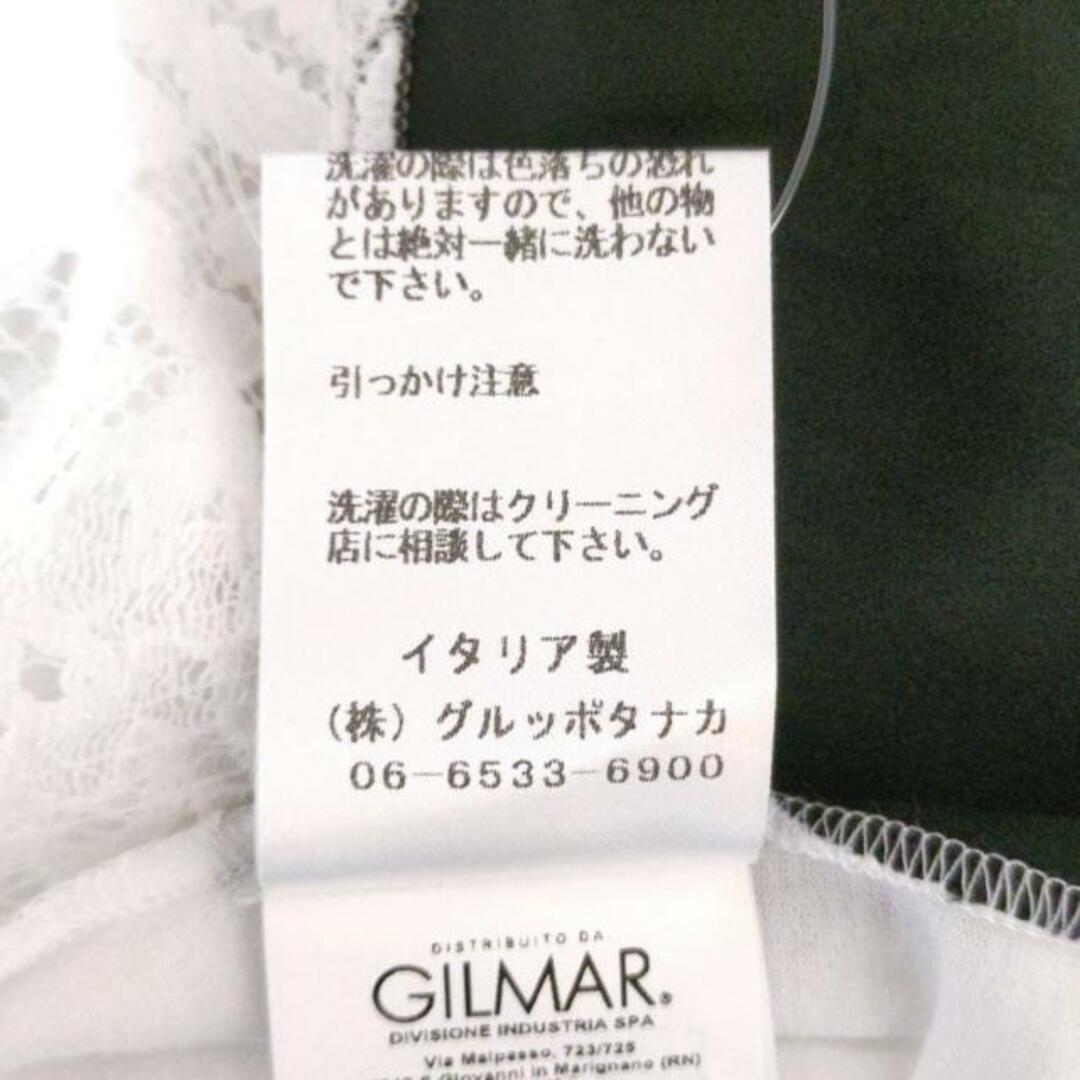 洗濯の際は色落ちの恐れ
がありますので、他の物
とは絶対一緒に洗わない
で下さい。
引っかけ注意
洗濯の際はクリーニング
店に相談して下さい。
イタリア製
(株) グルッポタナカ
06-6533-6900
DISTRIBUITO DA
GILMAR®
DIVISIONE INDUSTRIA SPA
Via Malpasso, 723/725
Giovanni in Marignano (RN)